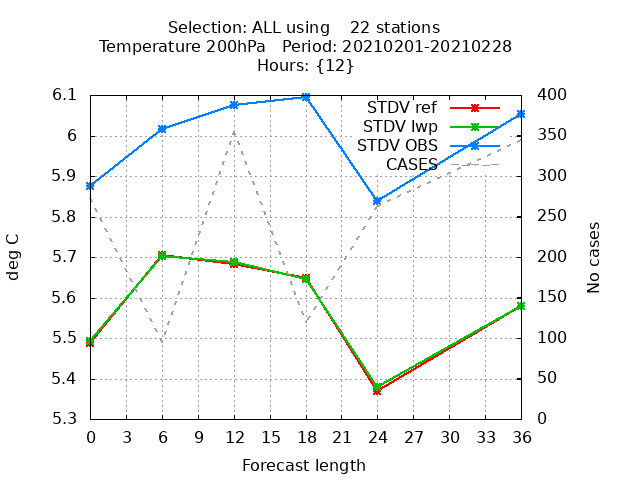 Selection: ALL using    22 stations
Temperature 200hPa   Period: 20210201-20210228
Hours: {12}
6.1
6
5.9
5.8
5.7
5.6
5.5
5.4
5.3
deg C
STDV ref
STDV lwp
STDV OBS
CASES
400
350
300
250
200
150
100
50
0
No cases
0 3 6 9 12 15 18 21 24 27 30 33 36
Forecast length